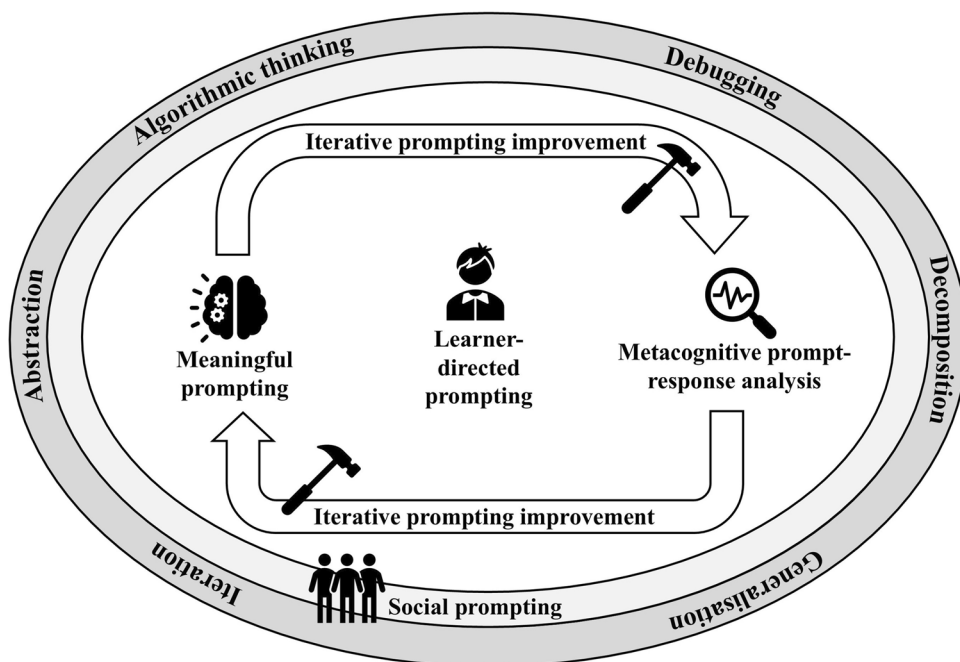 Algorithmic thinking
Debugging
Iterative prompting improvement
Abstraction
Decomposition
Meaningful
prompting
Learner-
directed
prompting
Metacognitive prompt-
response analysis
Iterative prompting improvement
Iteration
Generalisation
Social prompting